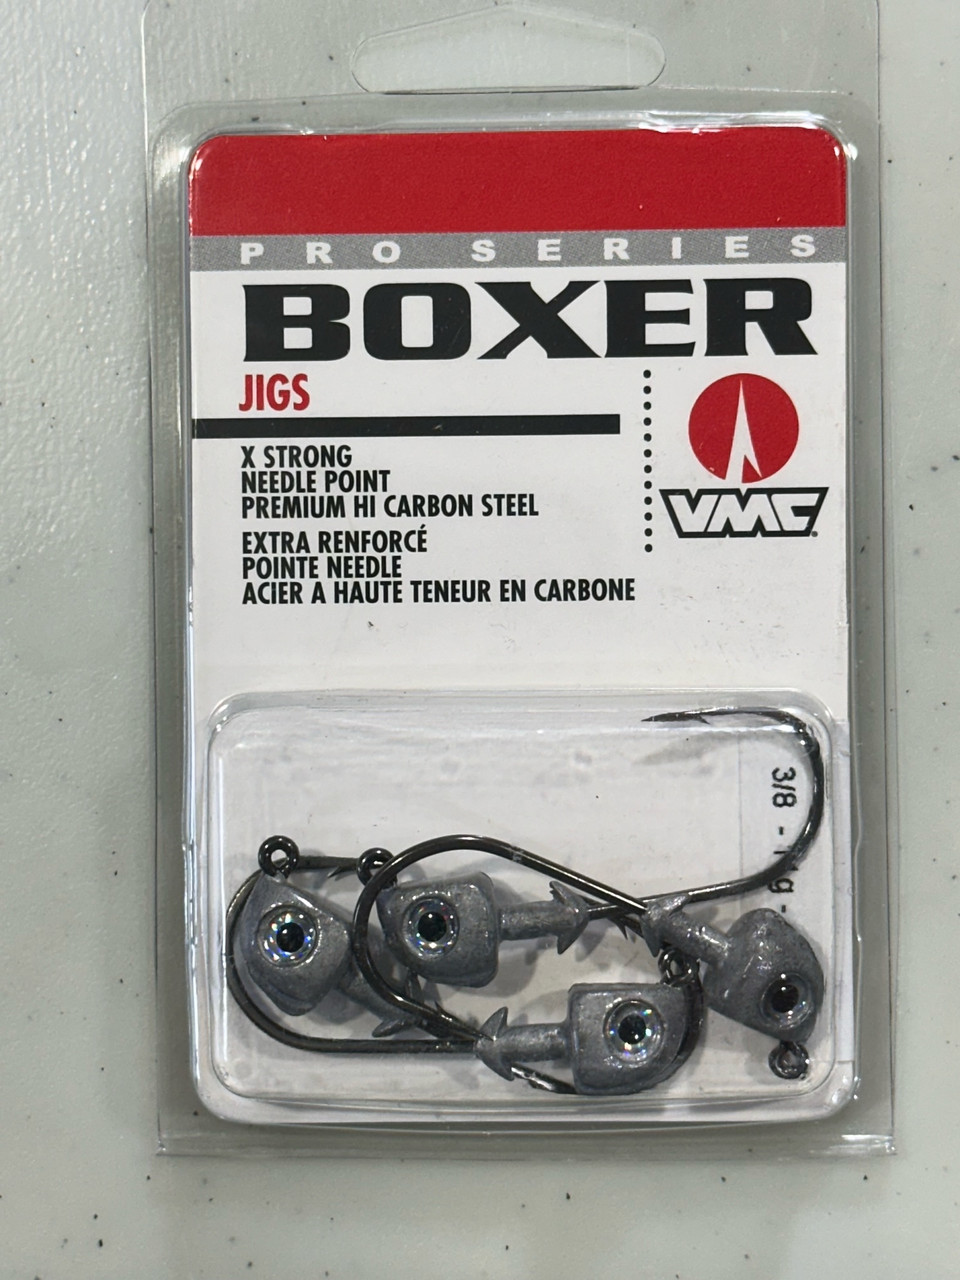 PRO SERIES
BOXER
JIGS
VMC
X STRONG
NEEDLE POINT
PREMIUM HI CARBON STEEL
EXTRA RENFORCÉ
POINTE NEEDLE
ACIER A HAUTE TENEUR EN CARBONE
3/8 -